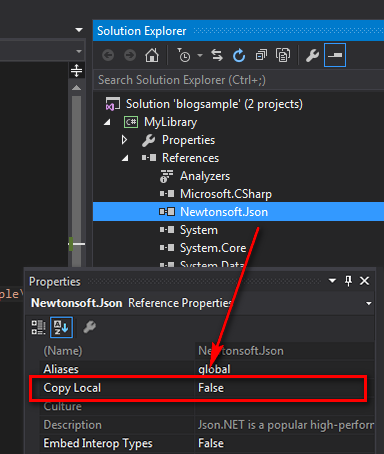 Solution Explorer
Search Solution Explorer (Ctrl+;)
Solution 'blogsample' (2 projects)
MyLibrary
Properties
References
Analyzers
Microsoft.CSharp
Newtonsoft.Json
System
System.Core
System.Data
Properties
Newtonsoft.Json Reference Properties
(Name) Newtonsoft.Json
Aliases global
Copy Local False
Culture
Description Json.NET is a popular high-perform
Embed Interop Types False